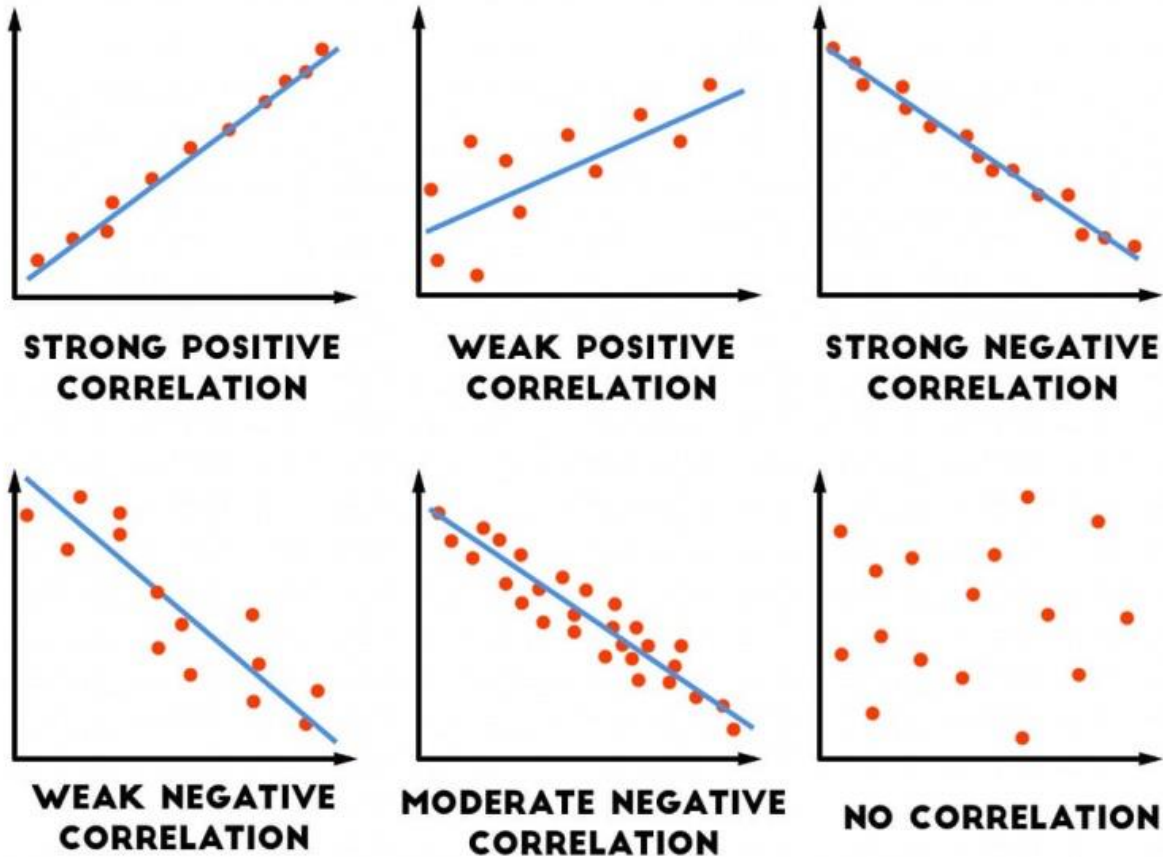 STRONG POSITIVE
CORRELATION
WEAK POSITIVE
CORRELATION
STRONG NEGATIVE
CORRELATION
WEAK NEGATIVE
CORRELATION
MODERATE NEGATIVE
CORRELATION
NO CORRELATION